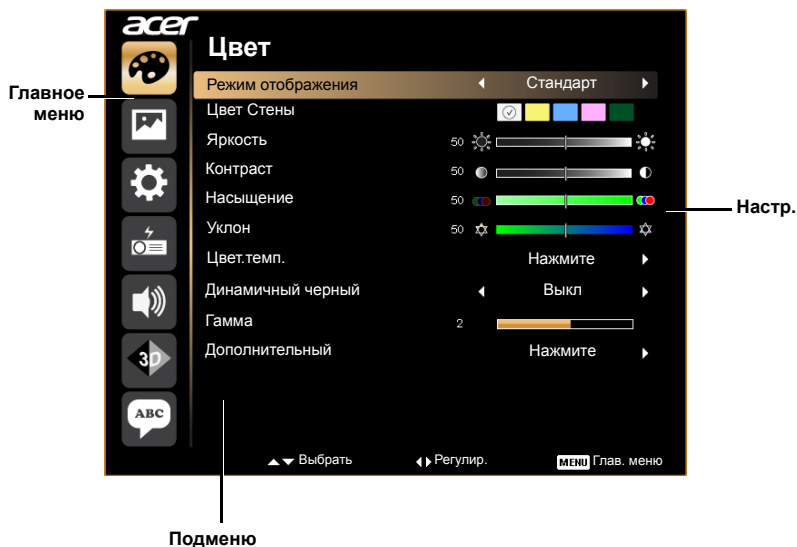 acer
Цвет
Главное
меню
Режим отображения Стандарт
Цвет Стены
Яркость 50
Контраст 50
Насыщение 50
Настр.
Уклон 50
Цвет.темп. Нажмите
Динамичный черный Выкл
Гамма 2
3D
Дополнительный Нажмите
ABC
Выбрать Регулир. MENU Глав. меню
Подменю